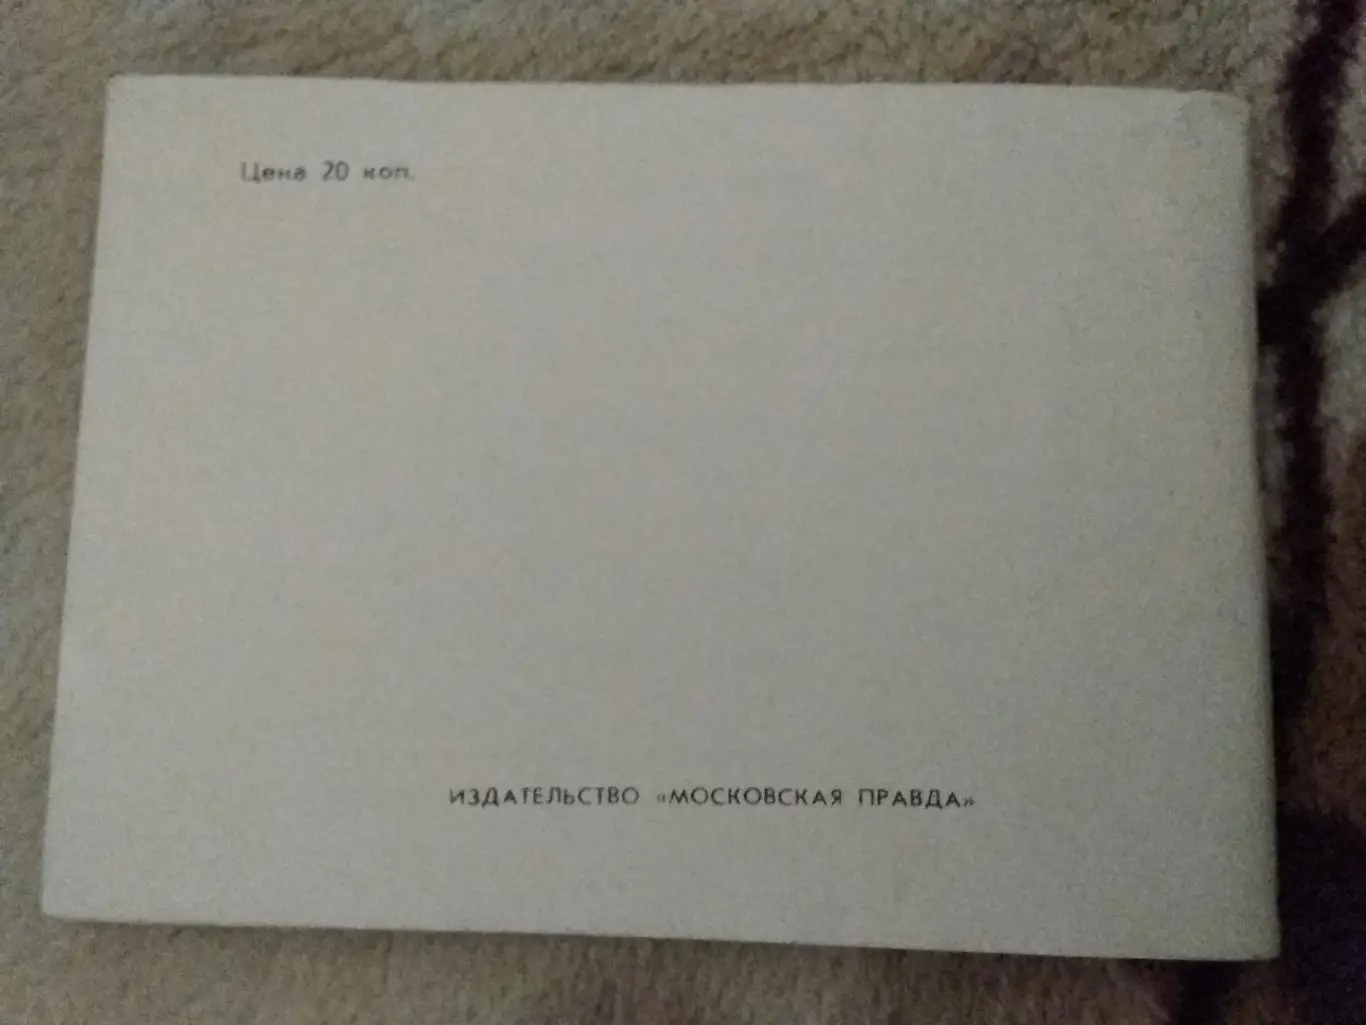 Цена 20 коп.
ИЗДАТЕЛЬСТВО «МОСКОВСКАЯ ПРАВДА»